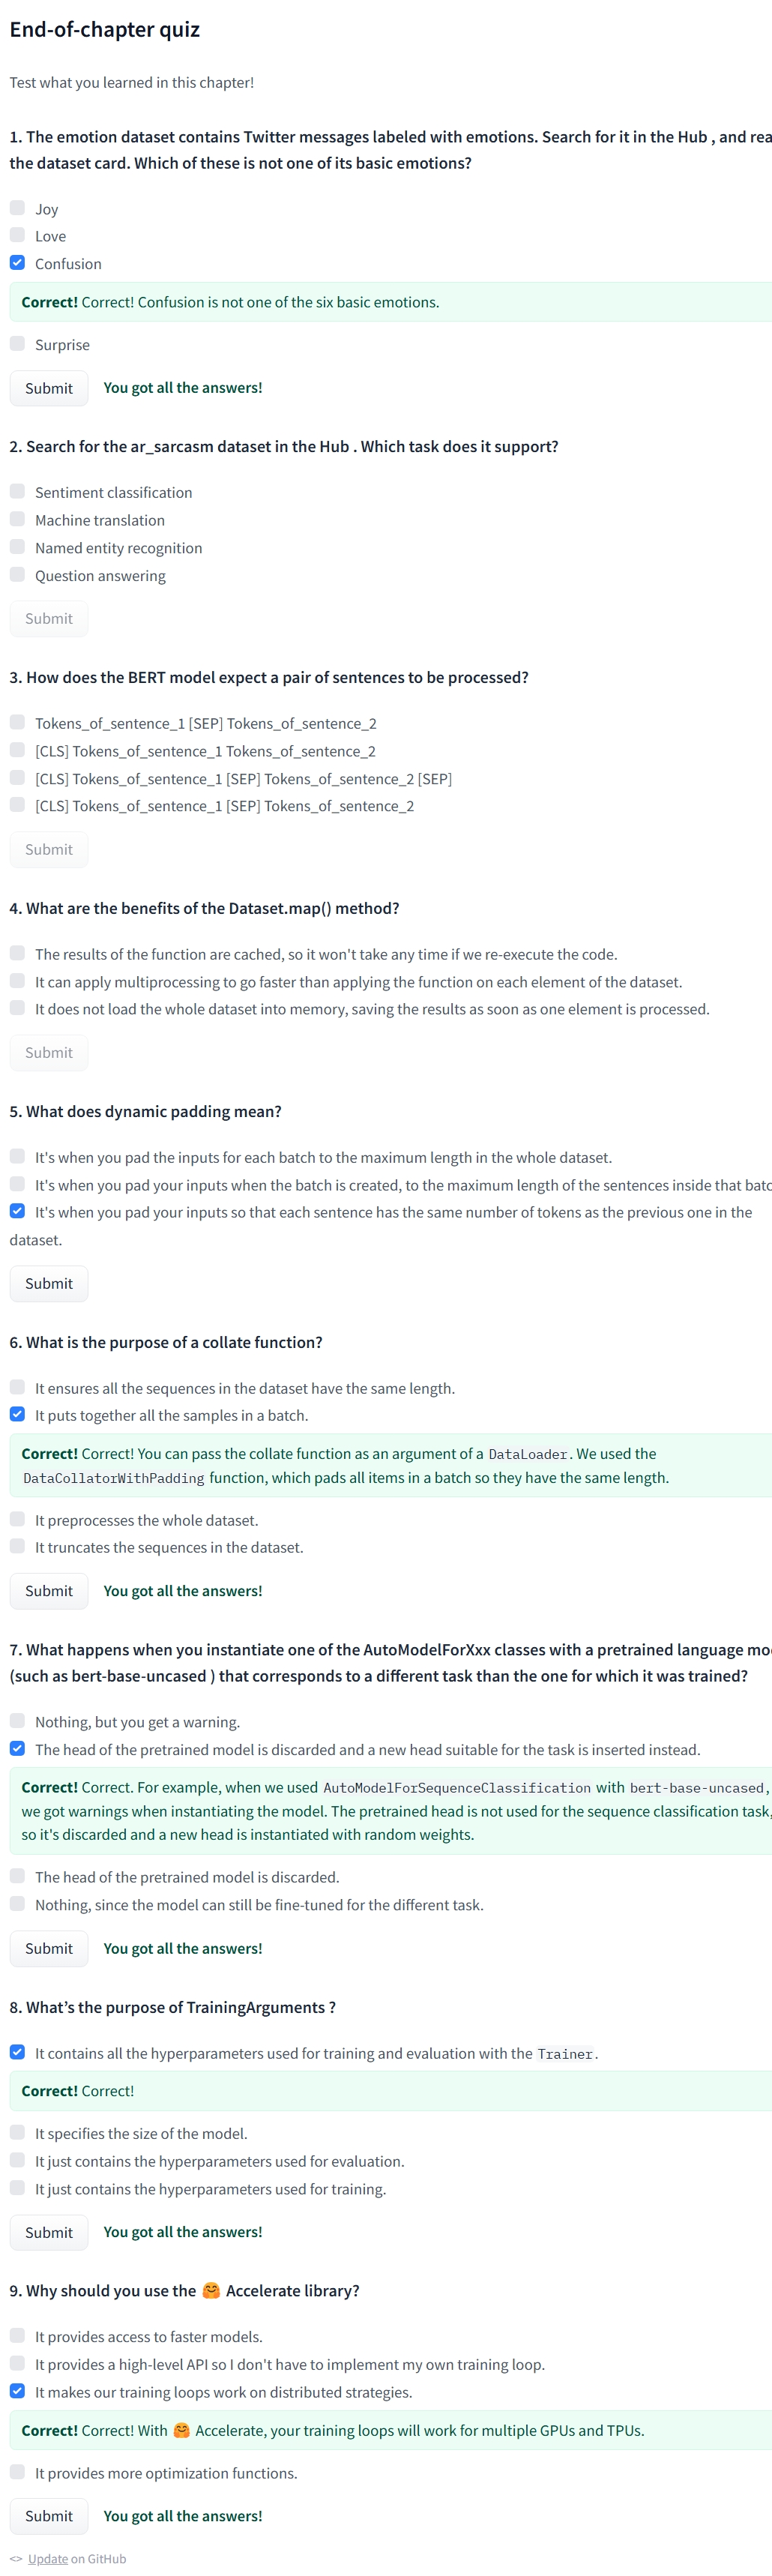 End-of-chapter quiz
Test what you learned in this chapter!
1. The emotion dataset contains Twitter messages labeled with emotions. Search for it in the Hub , and rea
the dataset card. Which of these is not one of its basic emotions?
Joy
Love
Confusion
Correct! Correct! Confusion is not one of the six basic emotions.
Surprise
Submit You got all the answers!
2. Search for the ar_sarcasm dataset in the Hub . Which task does it support?
Sentiment classification
Machine translation
Named entity recognition
Question answering
Submit
3. How does the BERT model expect a pair of sentences to be processed?
Tokens_of_sentence_1 [SEP] Tokens_of_sentence_2
[CLS] Tokens_of_sentence_1 Tokens_of_sentence_2
[CLS] Tokens_of_sentence_1 [SEP] Tokens_of_sentence_2 [SEP]
[CLS] Tokens_of_sentence_1 [SEP] Tokens_of_sentence_2
Submit
4. What are the benefits of the Dataset.map() method?
The results of the function are cached, so it won't take any time if we re-execute the code.
It can apply multiprocessing to go faster than applying the function on each element of the dataset.
It does not load the whole dataset into memory, saving the results as soon as one element is processed.
Submit
5. What does dynamic padding mean?
It's when you pad the inputs for each batch to the maximum length in the whole dataset.
It's when you pad your inputs when the batch is created, to the maximum length of the sentences inside that batc
It's when you pad your inputs so that each sentence has the same number of tokens as the previous one in the
dataset.
Submit
6. What is the purpose of a collate function?
It ensures all the sequences in the dataset have the same length.
It puts together all the samples in a batch.
Correct! Correct! You can pass the collate function as an argument of a DataLoader. We used the
DataCollatorWithPadding function, which pads all items in a batch so they have the same length.
It preprocesses the whole dataset.
It truncates the sequences in the dataset.
Submit You got all the answers!
7. What happens when you instantiate one of the AutoModelForXxx classes with a pretrained language mo
(such as bert-base-uncased ) that corresponds to a different task than the one for which it was trained?
Nothing, but you get a warning.
The head of the pretrained model is discarded and a new head suitable for the task is inserted instead.
Correct! Correct. For example, when we used AutoModelForSequenceClassification with bert-base-uncased,
we got warnings when instantiating the model. The pretrained head is not used for the sequence classification task,
so it's discarded and a new head is instantiated with random weights.
The head of the pretrained model is discarded.
Nothing, since the model can still be fine-tuned for the different task.
Submit You got all the answers!
8. What’s the purpose of TrainingArguments ?
It contains all the hyperparameters used for training and evaluation with the Trainer.
Correct! Correct!
It specifies the size of the model.
It just contains the hyperparameters used for evaluation.
It just contains the hyperparameters used for training.
Submit You got all the answers!
9. Why should you use the 🤗 Accelerate library?
It provides access to faster models.
It provides a high-level API so I don't have to implement my own training loop.
It makes our training loops work on distributed strategies.
Correct! Correct! With 🤗 Accelerate, your training loops will work for multiple GPUs and TPUs.
It provides more optimization functions.
Submit You got all the answers!
<> Update on GitHub